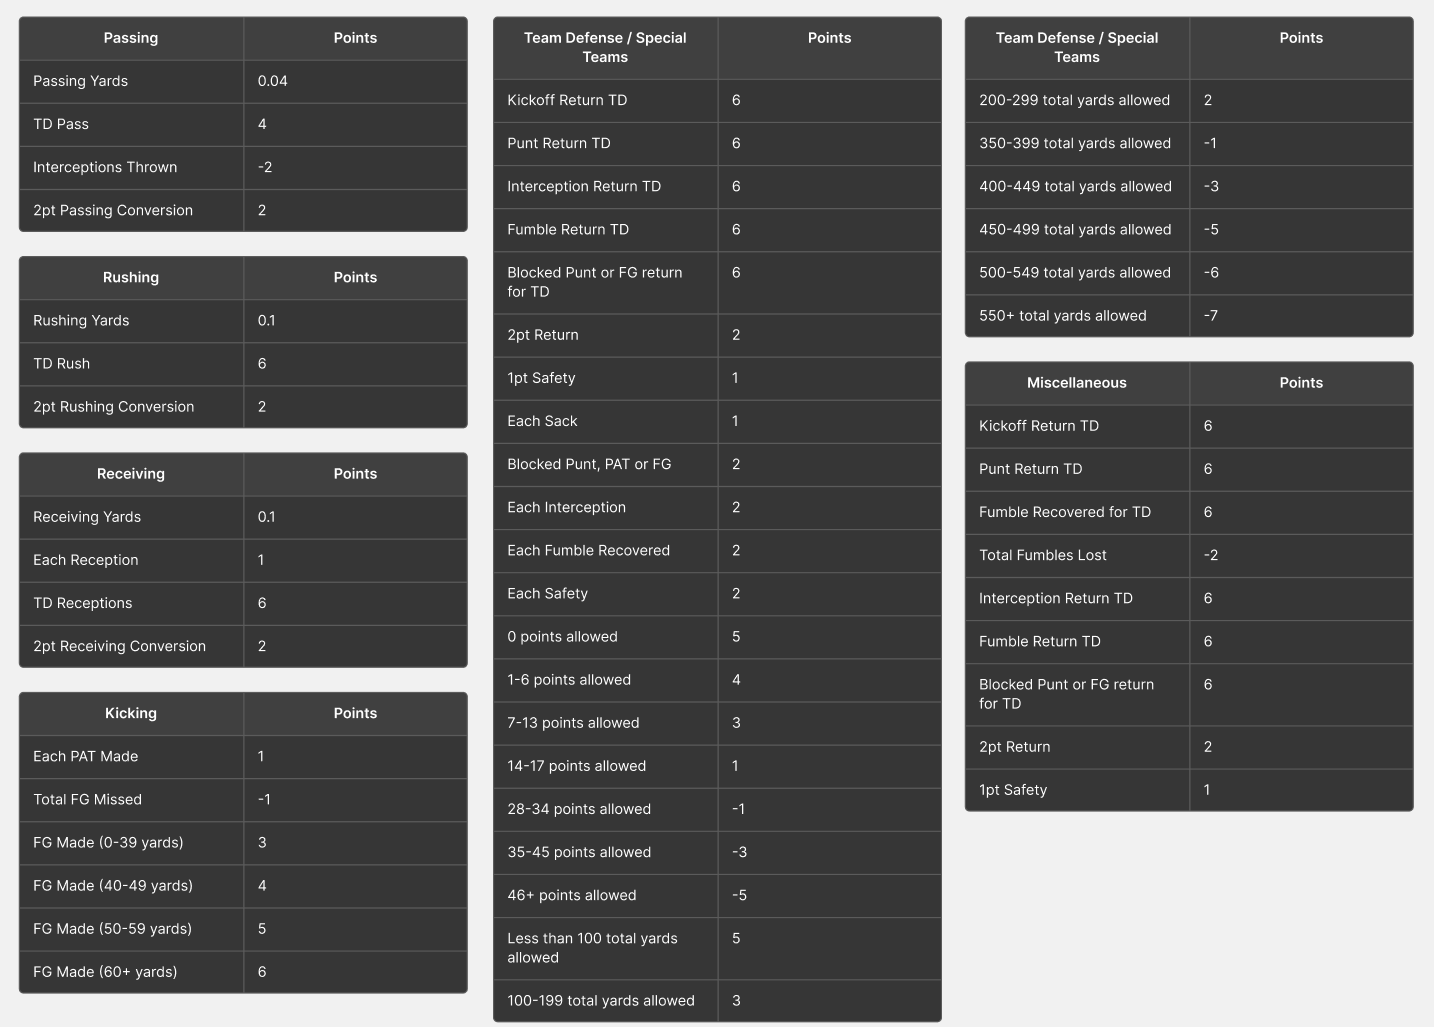 Passing Points
Passing Yards 0.04
TD Pass 4
Interceptions Thrown -2
2pt Passing Conversion 2
Rushing Points
Rushing Yards 0.1
TD Rush 6
2pt Rushing Conversion 2
Receiving Points
Receiving Yards 0.1
Each Reception 1
TD Receptions 6
2pt Receiving Conversion 2
Kicking Points
Each PAT Made 1
Total FG Missed -1
FG Made (0-39 yards) 3
FG Made (40-49 yards) 4
FG Made (50-59 yards) 5
FG Made (60+ yards) 6
Team Defense / Special Points
Teams
Kickoff Return TD 6
Punt Return TD 6
Interception Return TD 6
Fumble Return TD 6
Blocked Punt or FG return 6
for TD
2pt Return 2
1pt Safety 1
Each Sack 1
Blocked Punt, PAT or FG 2
Each Interception 2
Each Fumble Recovered 2
Each Safety 2
0 points allowed 5
1-6 points allowed 4
7-13 points allowed 3
14-17 points allowed 1
28-34 points allowed -1
35-45 points allowed -3
46+ points allowed -5
Less than 100 total yards 5
allowed
100-199 total yards allowed 3
Team Defense / Special Points
Teams
200-299 total yards allowed 2
350-399 total yards allowed -1
400-449 total yards allowed -3
450-499 total yards allowed -5
500-549 total yards allowed -6
550+ total yards allowed -7
Miscellaneous Points
Kickoff Return TD 6
Punt Return TD 6
Fumble Recovered for TD 6
Total Fumbles Lost -2
Interception Return TD 6
Fumble Return TD 6
Blocked Punt or FG return 6
for TD
2pt Return 2
1pt Safety 1